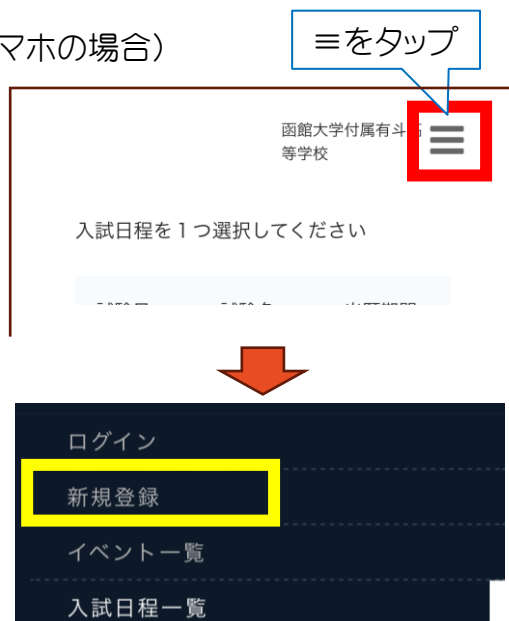 マホの場合）
≡をタップ
函館大学付属有斗高
等学校
入試日程を１つ選択してください
ログイン
新規登録
イベント一覧
入試日程一覧